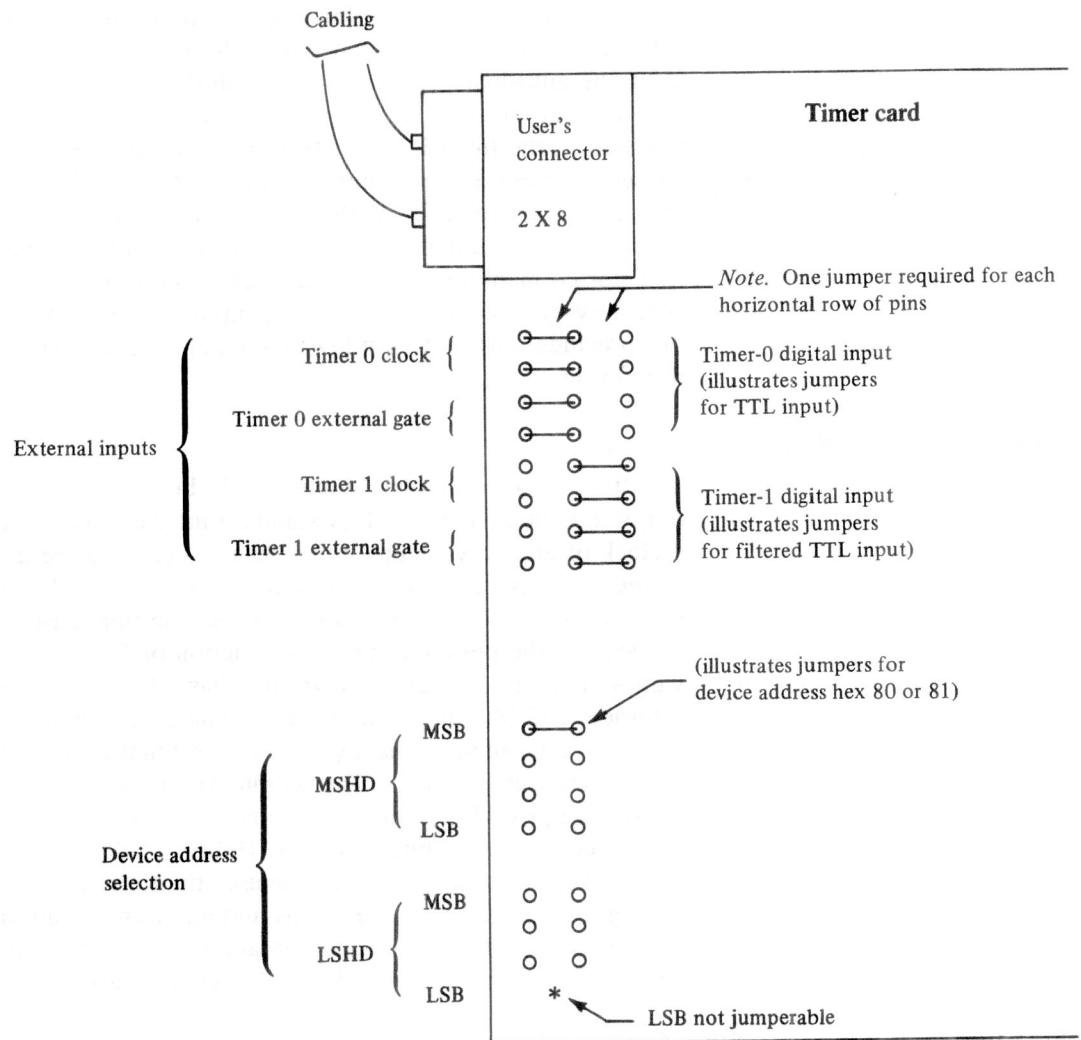 Cabling
Timer card
User's
connector
2 X 8
Note. One jumper required for each
horizontal row of pins
External inputs
Timer 0 clock
Timer 0 external gate
Timer 1 clock
Timer 1 external gate
Timer-0 digital input
(illustrates jumpers
for TTL input)
Timer-1 digital input
(illustrates jumpers
for filtered TTL input)
(illustrates jumpers for
device address hex 80 or 81)
Device address
selection
MSHD
MSB
LSB
LSHD
MSB
LSB
*
LSB not jumperable